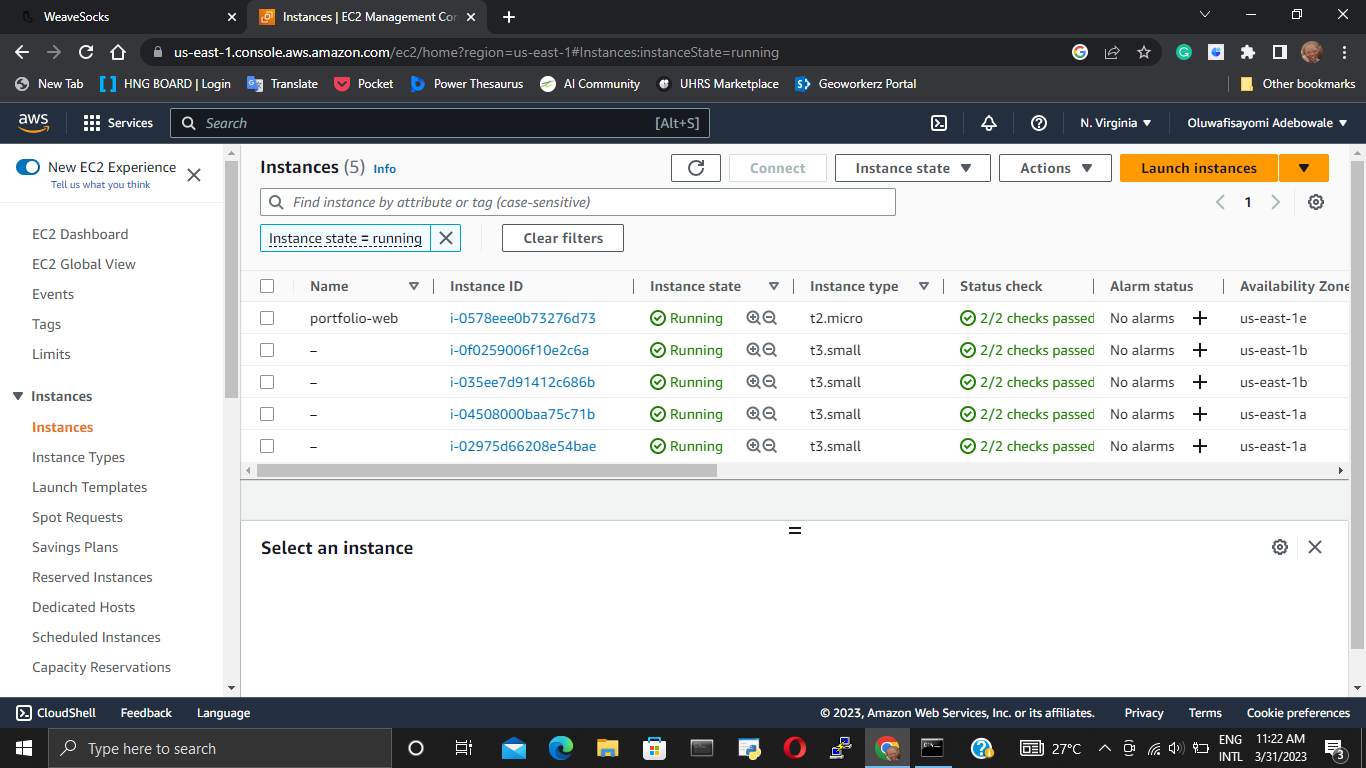 WeaveSocks
Instances | EC2 Management Con
us-east-1.console.aws.amazon.com/ec2/home?region=us-east-1#Instances:instanceState=running
New Tab
HNG BOARD | Login
Translate
Pocket
Power Thesaurus
AI Community
UHRS Marketplace
Geoworkerz Portal
Other bookmarks
aws
Services
Search
[Alt+S]
N. Virginia
Oluwafisayomi Adebowale
New EC2 Experience
Tell us what you think
EC2 Dashboard
EC2 Global View
Events
Tags
Limits
Instances
Instances
Instance Types
Launch Templates
Spot Requests
Savings Plans
Reserved Instances
Dedicated Hosts
Scheduled Instances
Capacity Reservations
Instances (5) Info
Connect
Instance state
Actions
Launch instances
Find instance by attribute or tag (case-sensitive)
1
Instance state = running
Clear filters
Name Instance ID Instance state Instance type Status check Alarm status Availability Zone
portfolio-web i-0578eee0b73276d73 Running t2.micro 2/2 checks passed No alarms + us-east-1e
– i-0f0259006f10e2c6a Running t3.small 2/2 checks passed No alarms + us-east-1b
– i-035ee7d91412c686b Running t3.small 2/2 checks passed No alarms + us-east-1b
– i-04508000baa75c71b Running t3.small 2/2 checks passed No alarms + us-east-1a
– i-02975d66208e54bae Running t3.small 2/2 checks passed No alarms + us-east-1a
Select an instance
CloudShell
Feedback
Language
© 2023, Amazon Web Services, Inc. or its affiliates.
Privacy
Terms
Cookie preferences
Type here to search
27°C
ENG
INTL
11:22 AM
3/31/2023
3